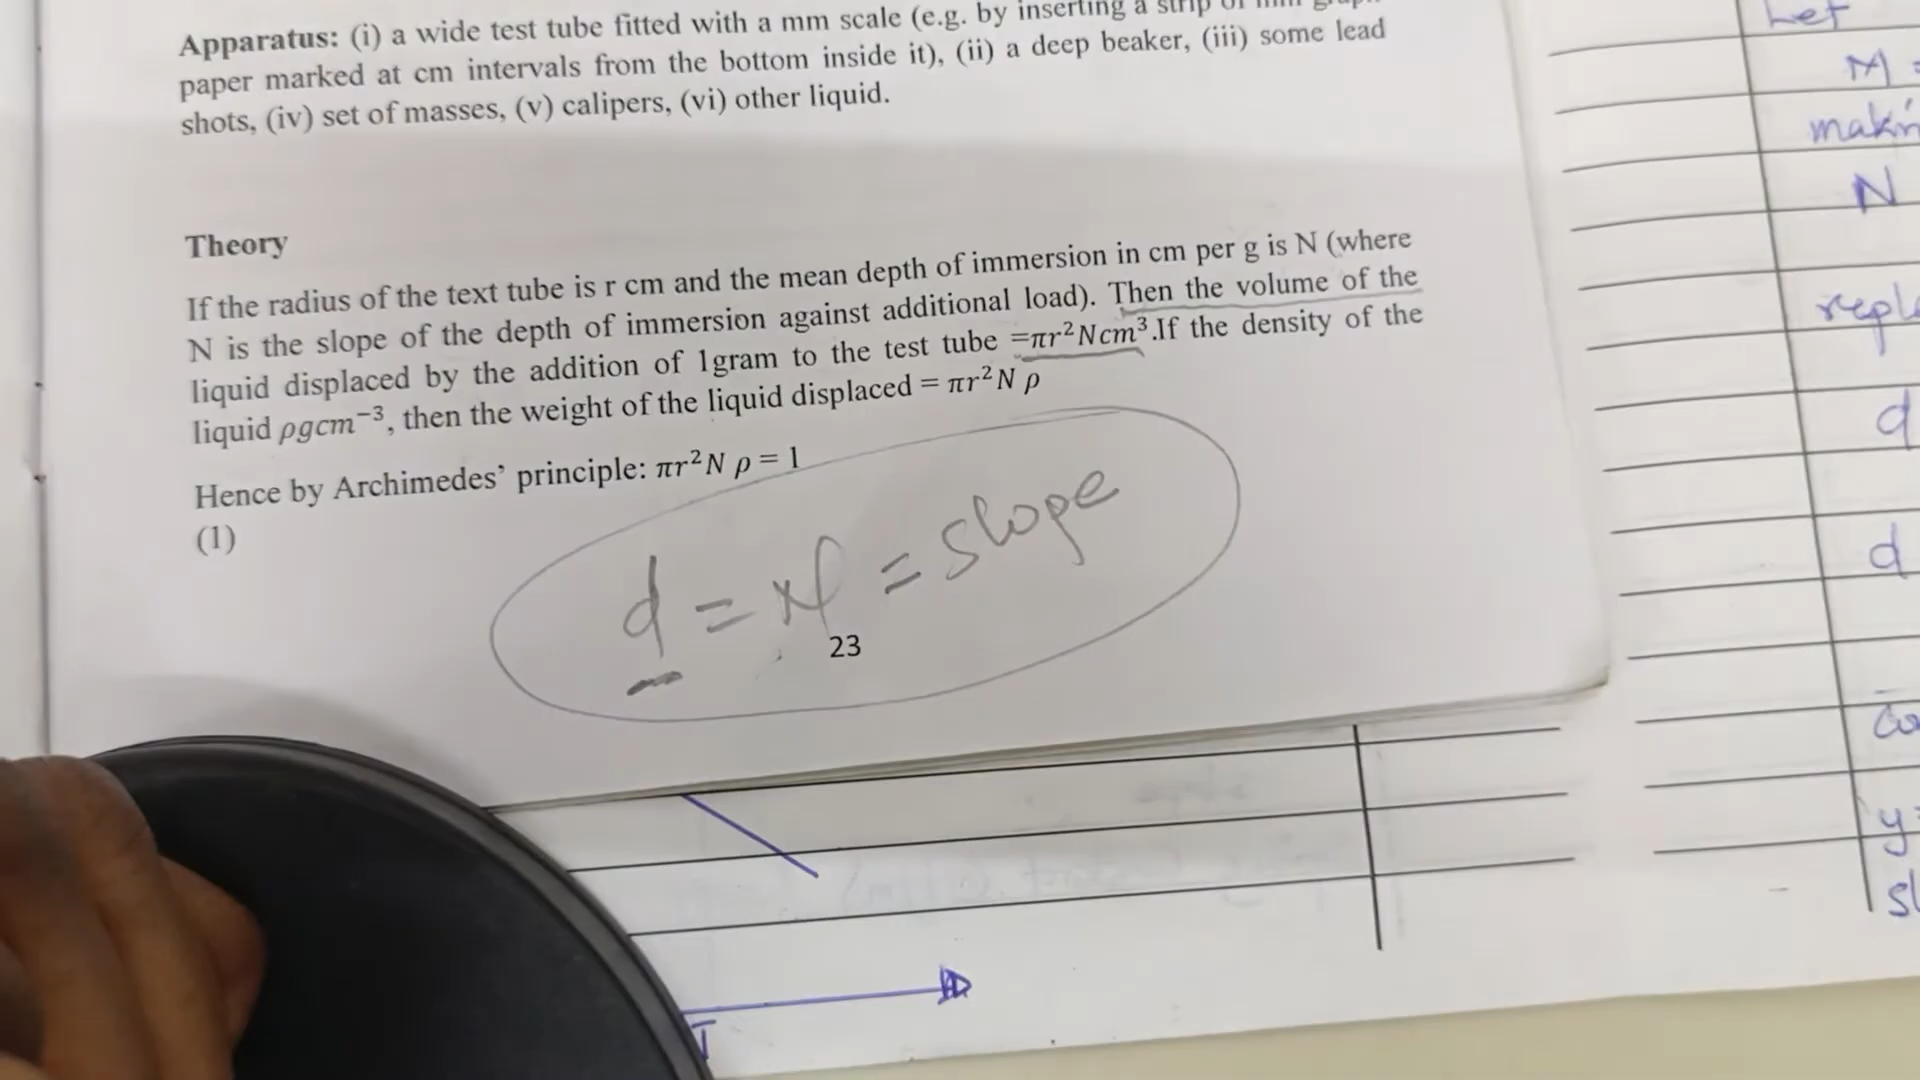 Apparatus: (i) a wide test tube fitted with a mm scale (e.g. by inserting a strip of mm graph
paper marked at cm intervals from the bottom inside it), (ii) a deep beaker, (iii) some lead
shots, (iv) set of masses, (v) calipers, (vi) other liquid.
Theory
If the radius of the text tube is r cm and the mean depth of immersion in cm per g is N (where
N is the slope of the depth of immersion against additional load). Then the volume of the
liquid displaced by the addition of 1gram to the test tube =πr²Ncm³.If the density of the
liquid ρgcm⁻³, then the weight of the liquid displaced = πr²N ρ
Hence by Archimedes’ principle: πr²N ρ = 1
(1)
= slope
23
Let
M =
N
d
d
y